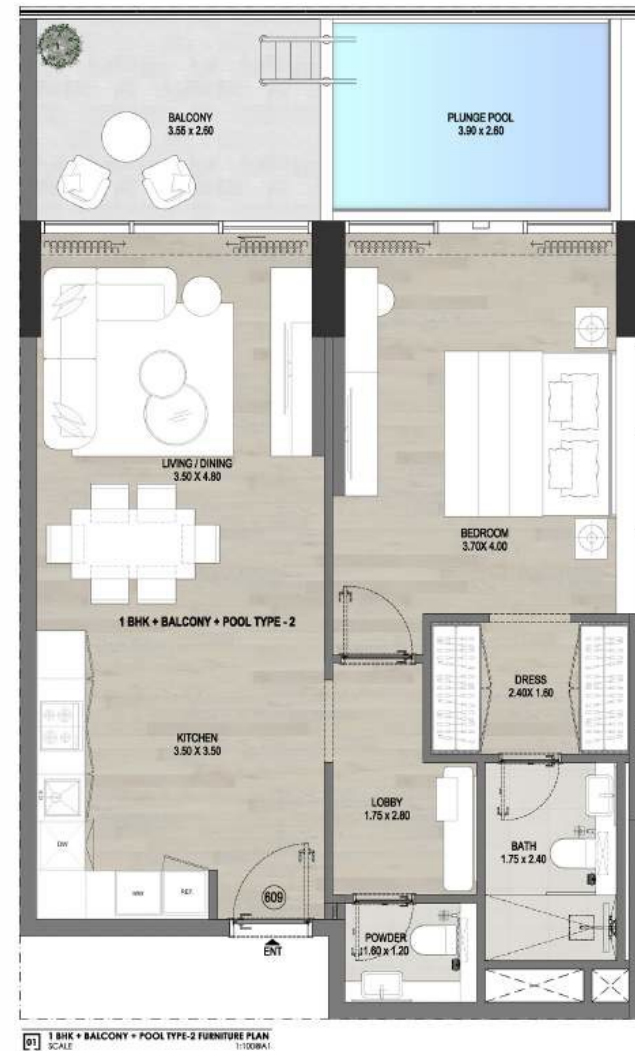 BALCONY
3.55 x 2.60
PLUNGE POOL
3.90 x 2.60
LIVING / DINING
3.50 X 4.80
BEDROOM
3.70X 4.00
1 BHK + BALCONY + POOL TYPE - 2
DRESS
2.40X 1.60
KITCHEN
3.50 X 3.50
LOBBY
1.75 x 2.80
BATH
1.75 x 2.40
DW
MW
REF.
609
POWDER
1.60 x 1.20
ENT
01
1 BHK + BALCONY + POOL TYPE-2 FURNITURE PLAN
SCALE
1:100@A1